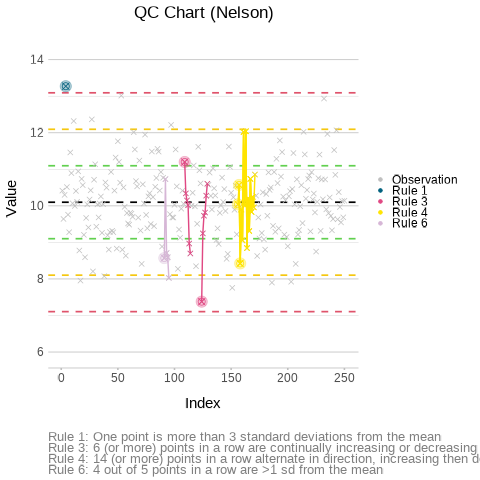 QC Chart (Nelson)
14
12
10
8
6
Value
0
50
100
150
200
250
Index
Observation
Rule 1
Rule 3
Rule 4
Rule 6
Rule 1: One point is more than 3 standard deviations from the mean
Rule 3: 6 (or more) points in a row are continually increasing or decreasing
Rule 4: 14 (or more) points in a row alternate in direction, increasing then d
Rule 6: 4 out of 5 points in a row are >1 sd from the mean